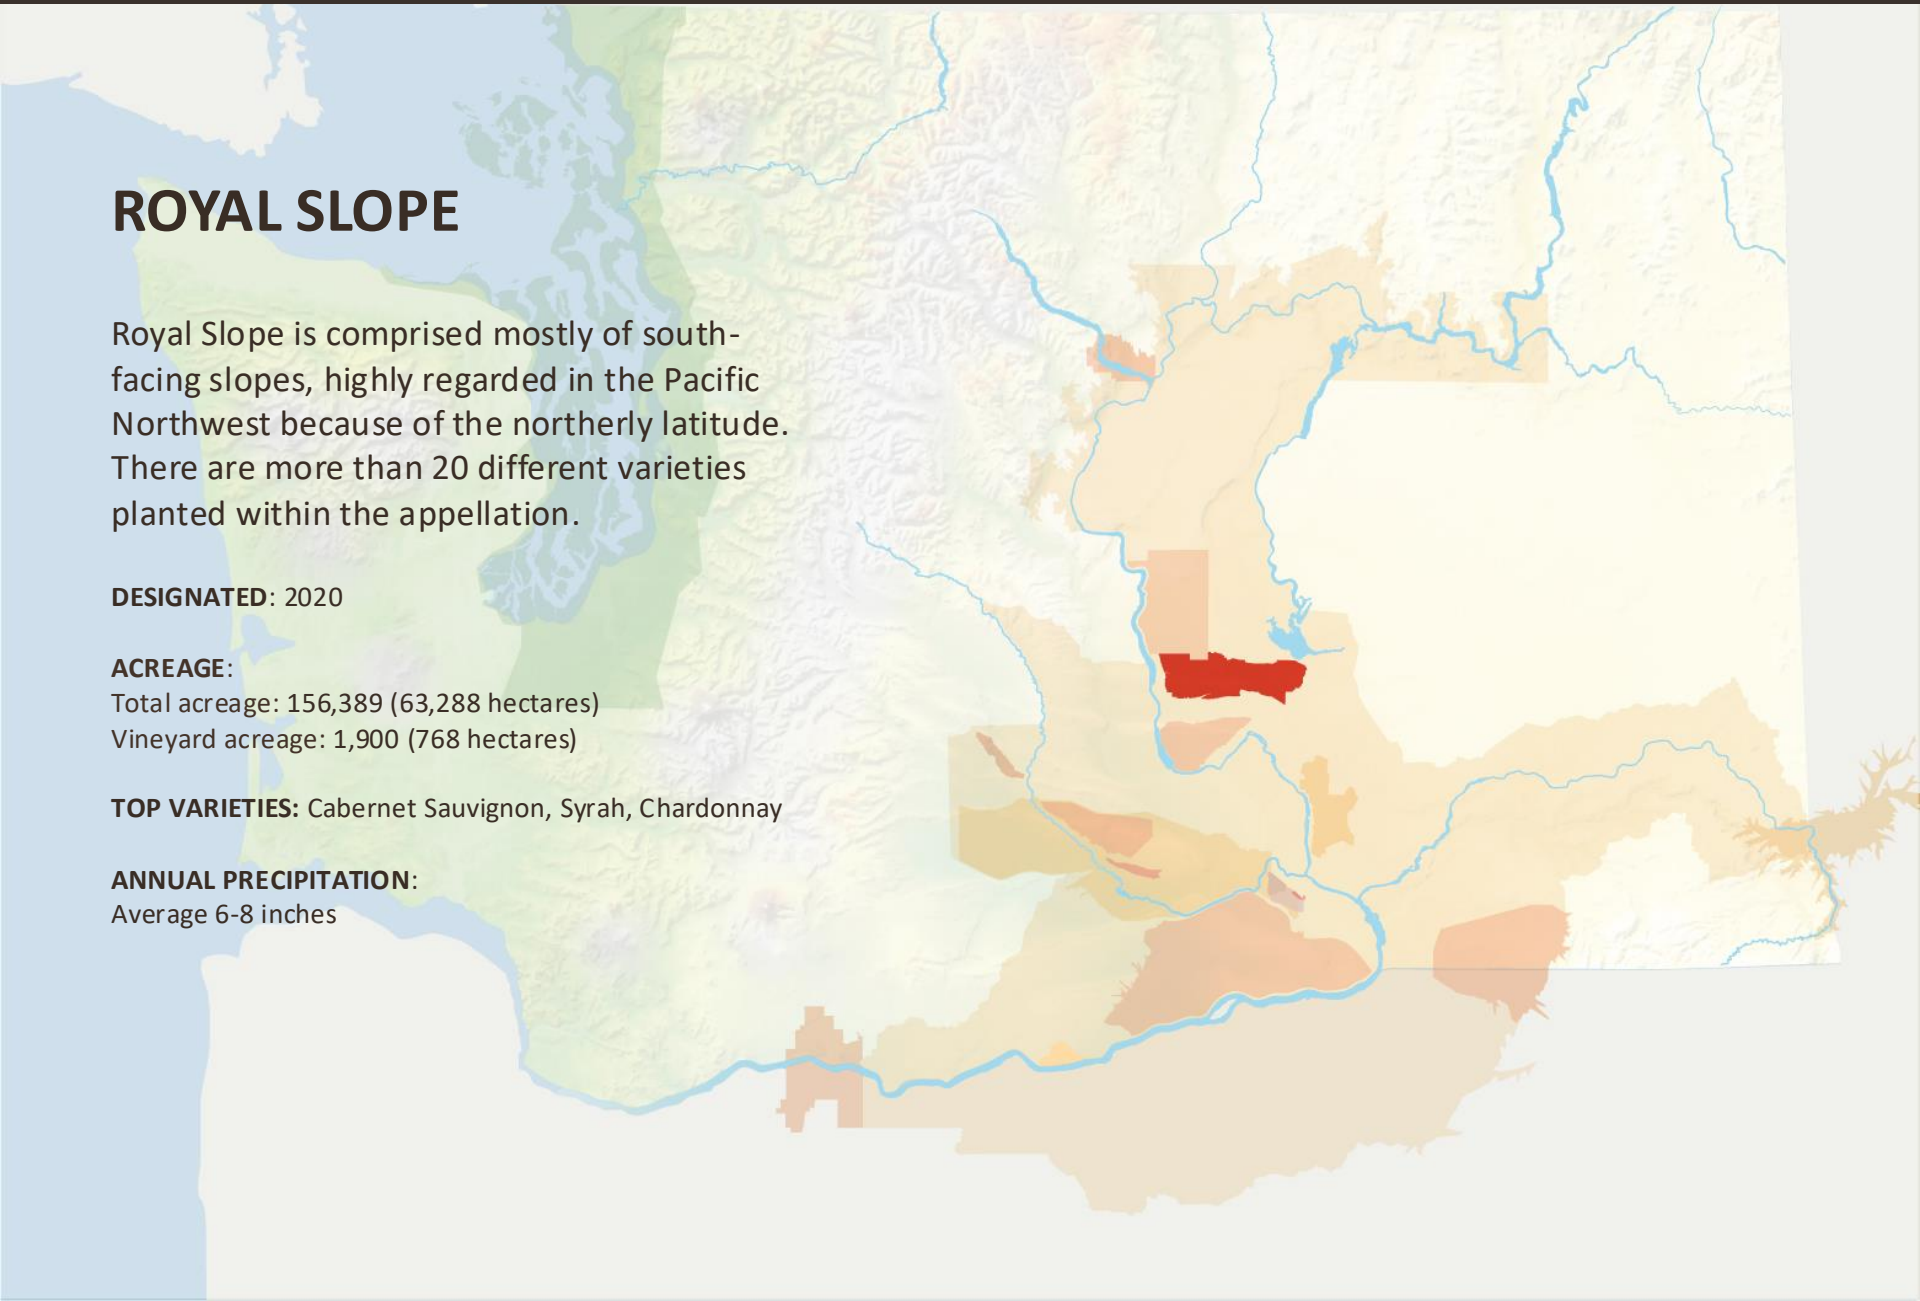 ROYAL SLOPE
Royal Slope is comprised mostly of south-
facing slopes, highly regarded in the Pacific
Northwest because of the northerly latitude.
There are more than 20 different varieties
planted within the appellation.
DESIGNATED: 2020
ACREAGE:
Total acreage: 156,389 (63,288 hectares)
Vineyard acreage: 1,900 (768 hectares)
TOP VARIETIES: Cabernet Sauvignon, Syrah, Chardonnay
ANNUAL PRECIPITATION:
Average 6-8 inches